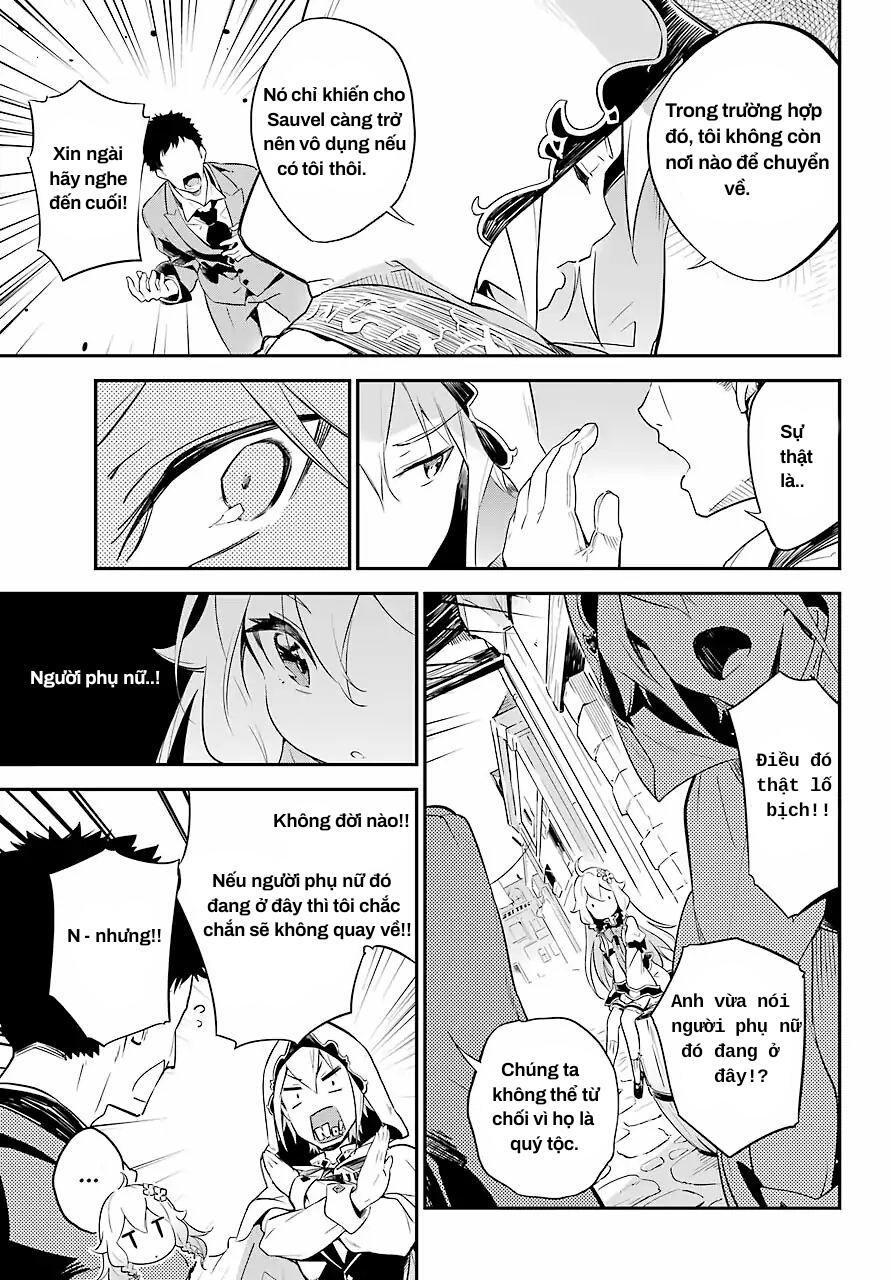 Trong trường hợp
đó, tôi không còn
nơi nào để chuyển
về.
Nó chỉ khiến cho
Sauvel càng trở
nên vô dụng nếu
có tôi thôi.
Xin ngài
hãy nghe
đến cuối!
Sự
thật
là..
Người phụ nữ..!
Điều đó
thật lố
bịch!!
Anh vừa nói
người phụ nữ
đó đang ở
đây!?
Chúng ta
không thể từ
chối vì họ là
quý tộc.
Không đời nào!!
Nếu người phụ nữ đó
đang ở đây thì tôi chắc
chắn sẽ không quay về!!
N - nhưng!!
...